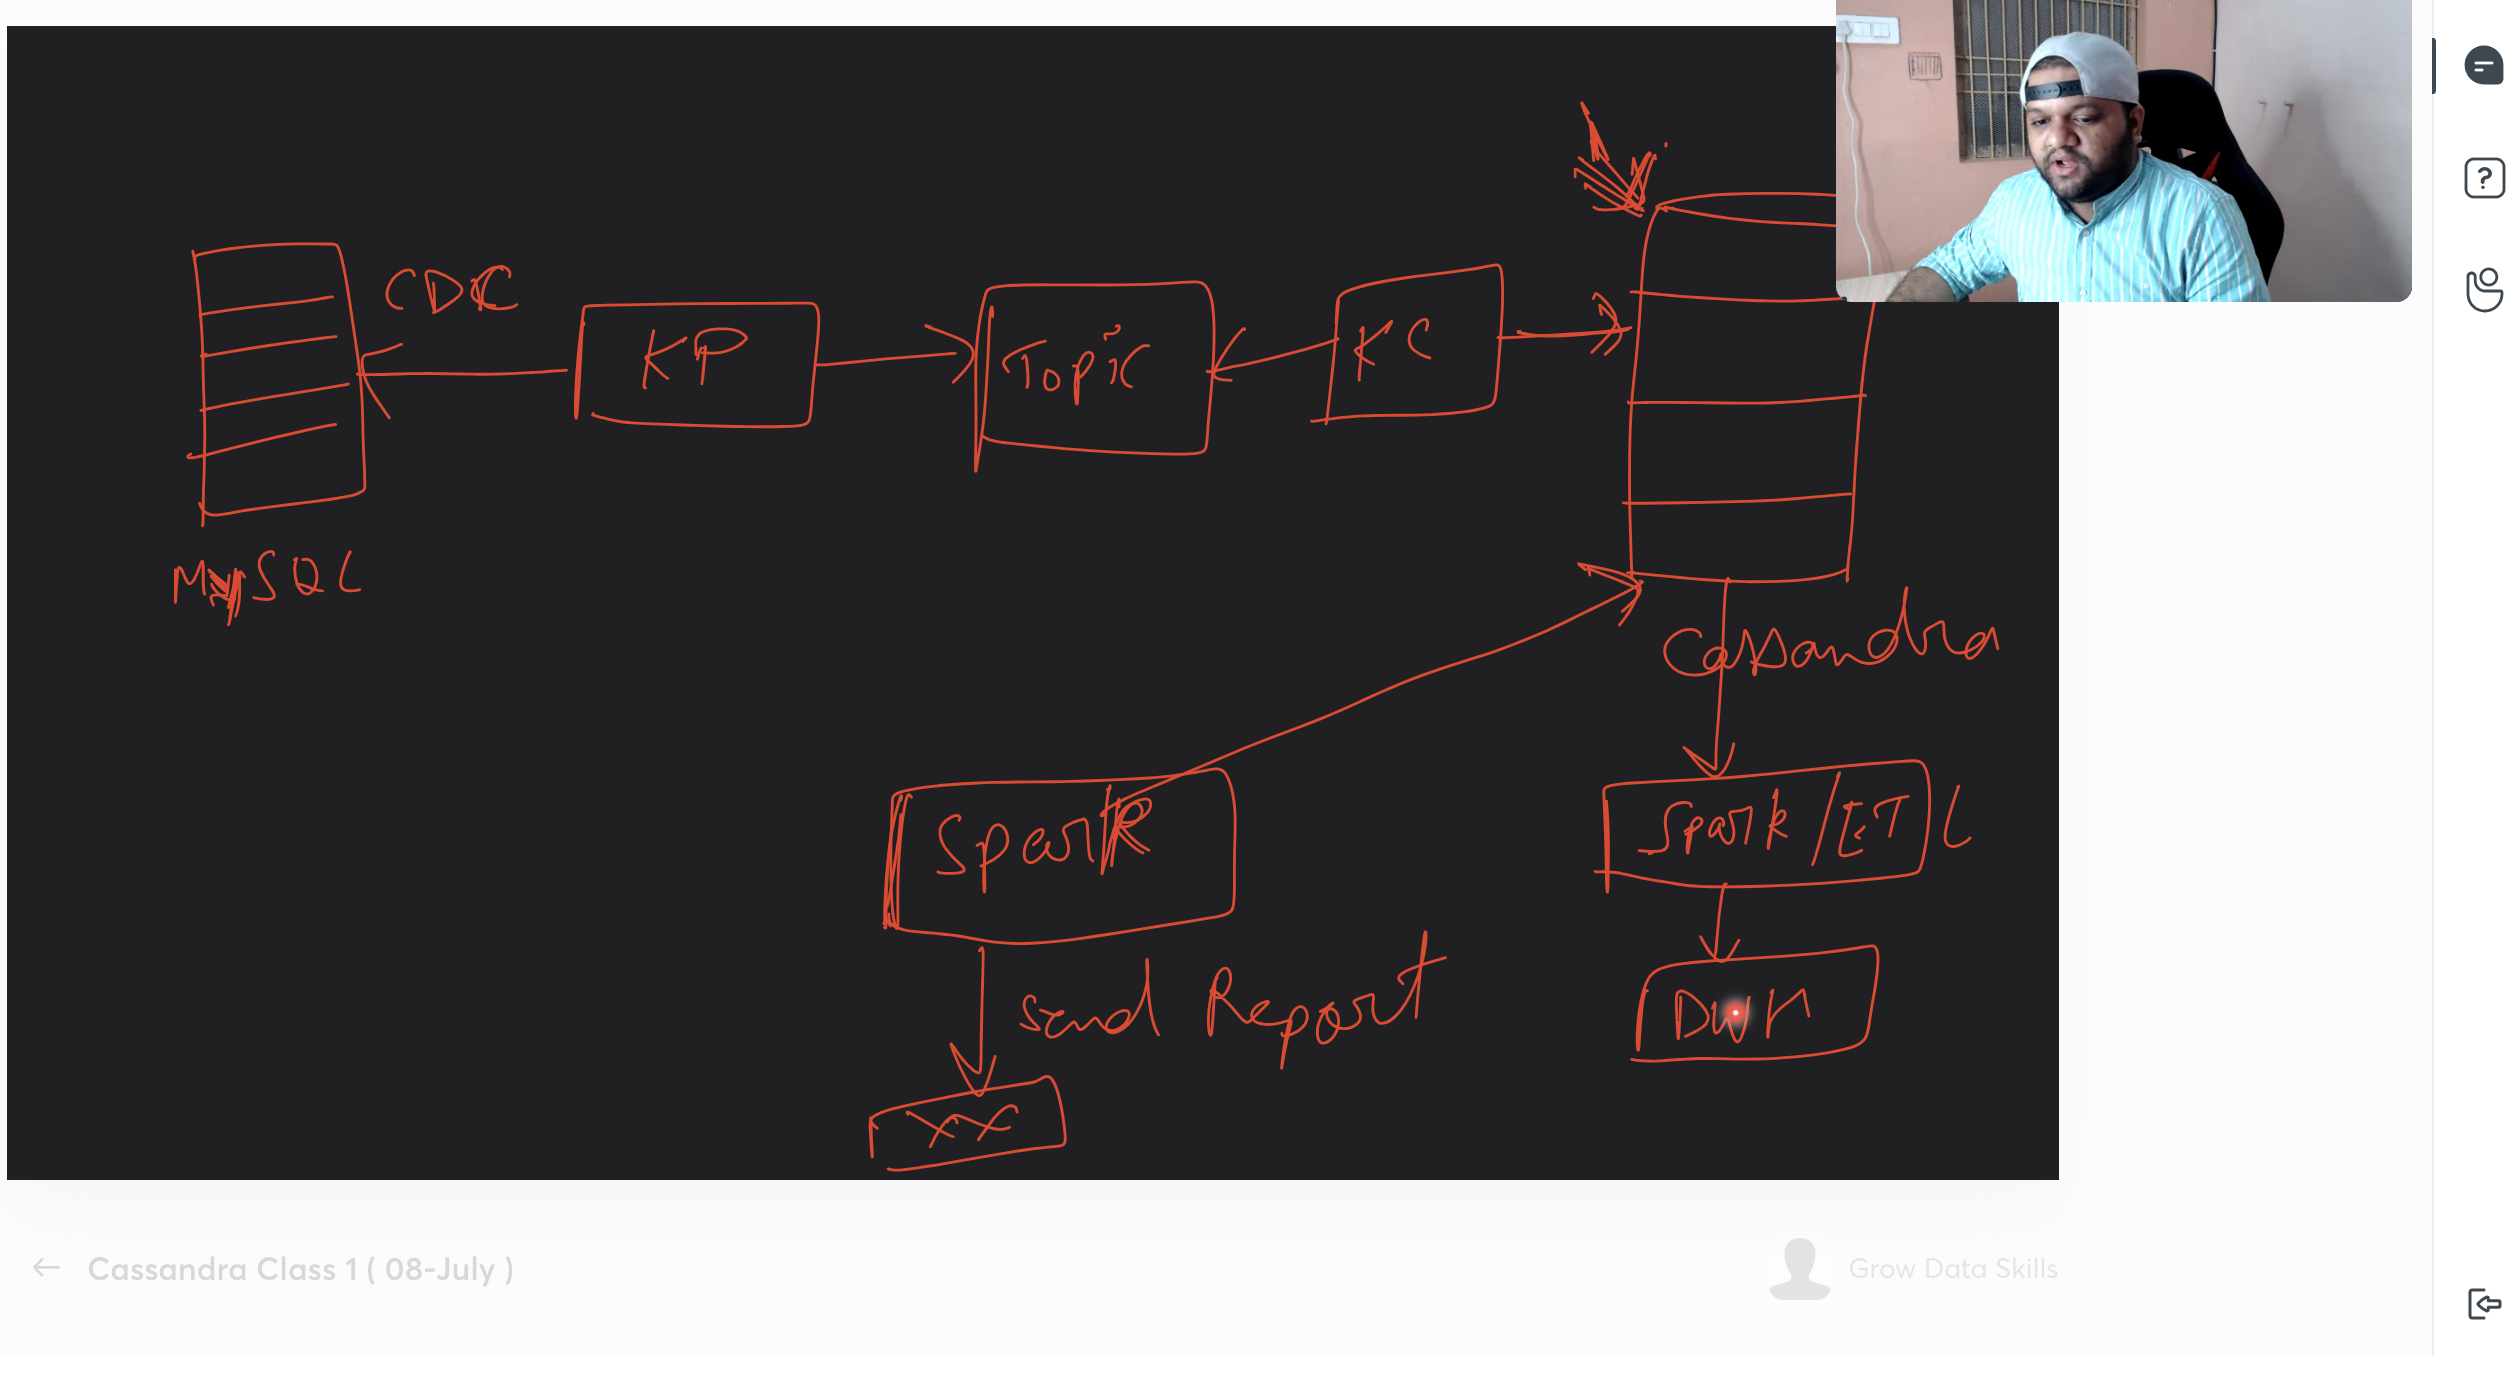 CDC
KP
Topic
KC
MySQL
Cassandra
Spark
Spark/ETL
Send Report
DWH
XX
Cassandra Class 1 ( 08-July )
Grow Data Skills